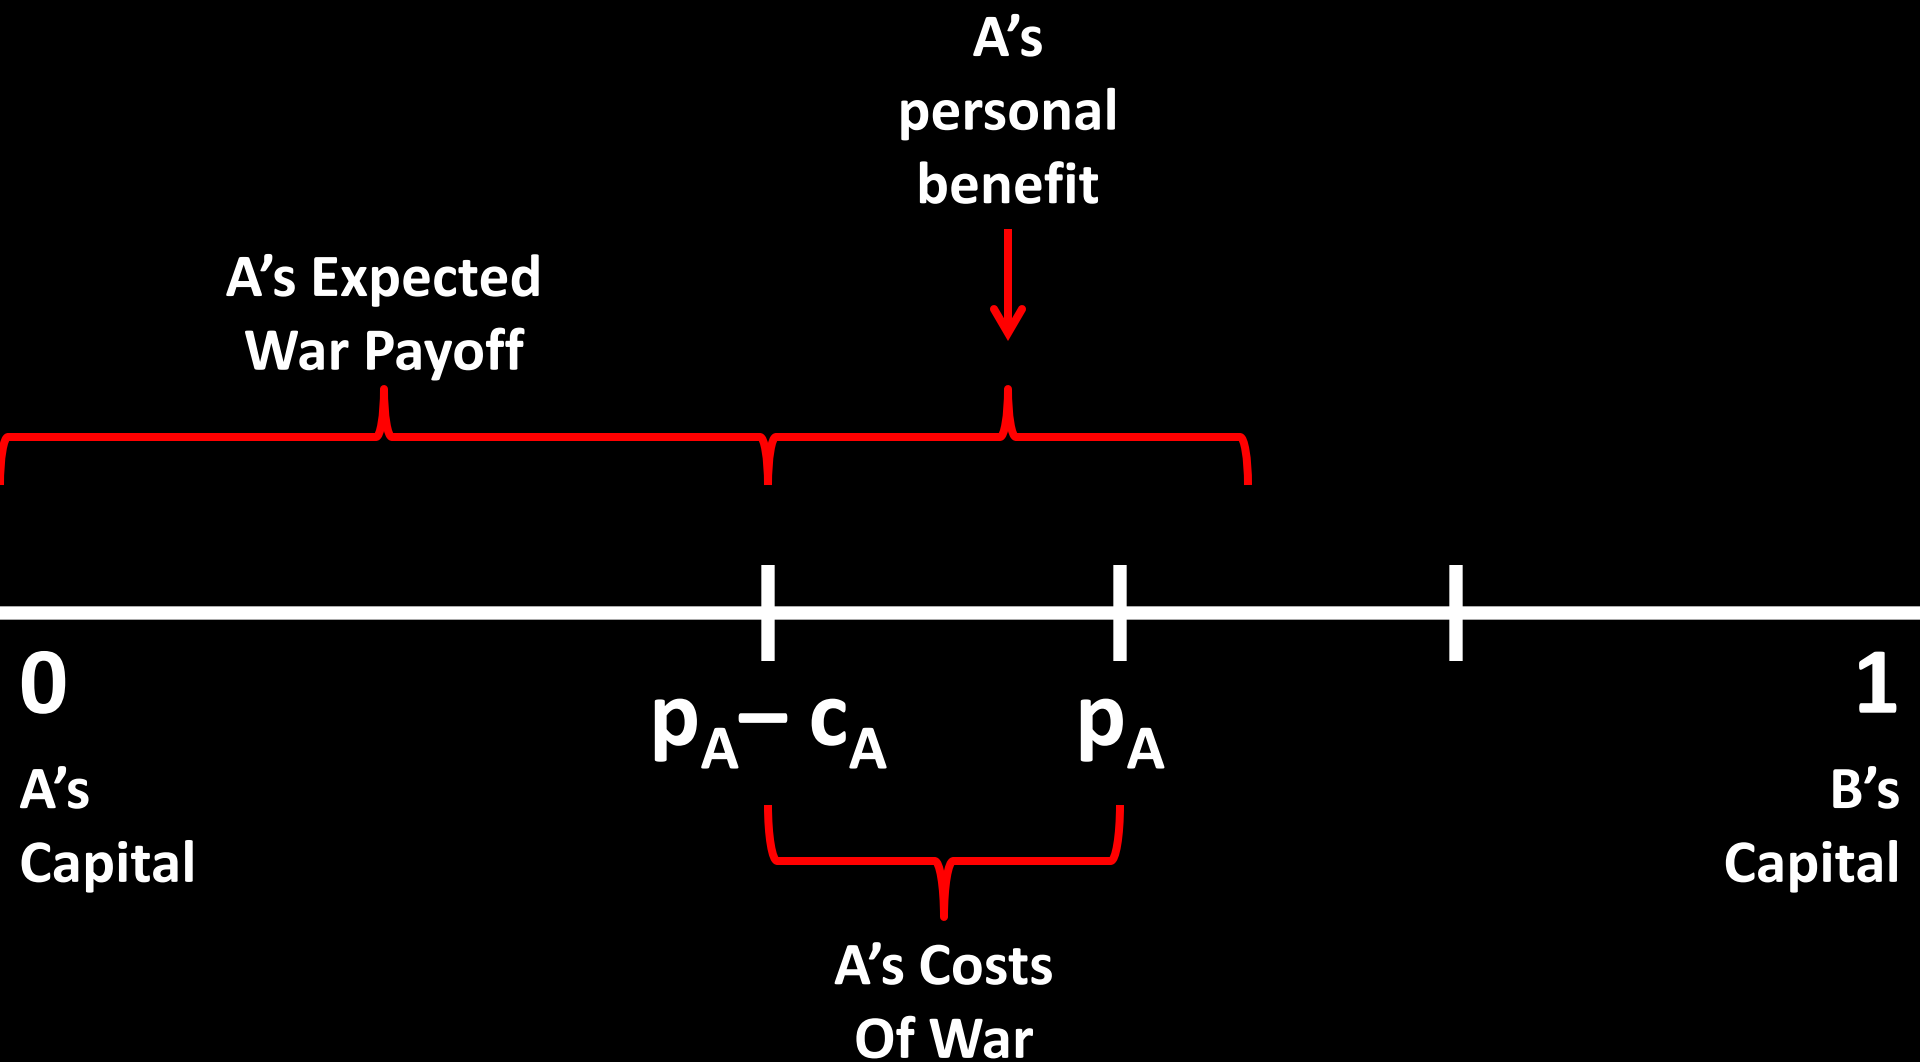 A’s
personal
benefit
A’s Expected
War Payoff
0
1
pA– cA
pA
A’s
Capital
B’s
Capital
A’s Costs
Of War